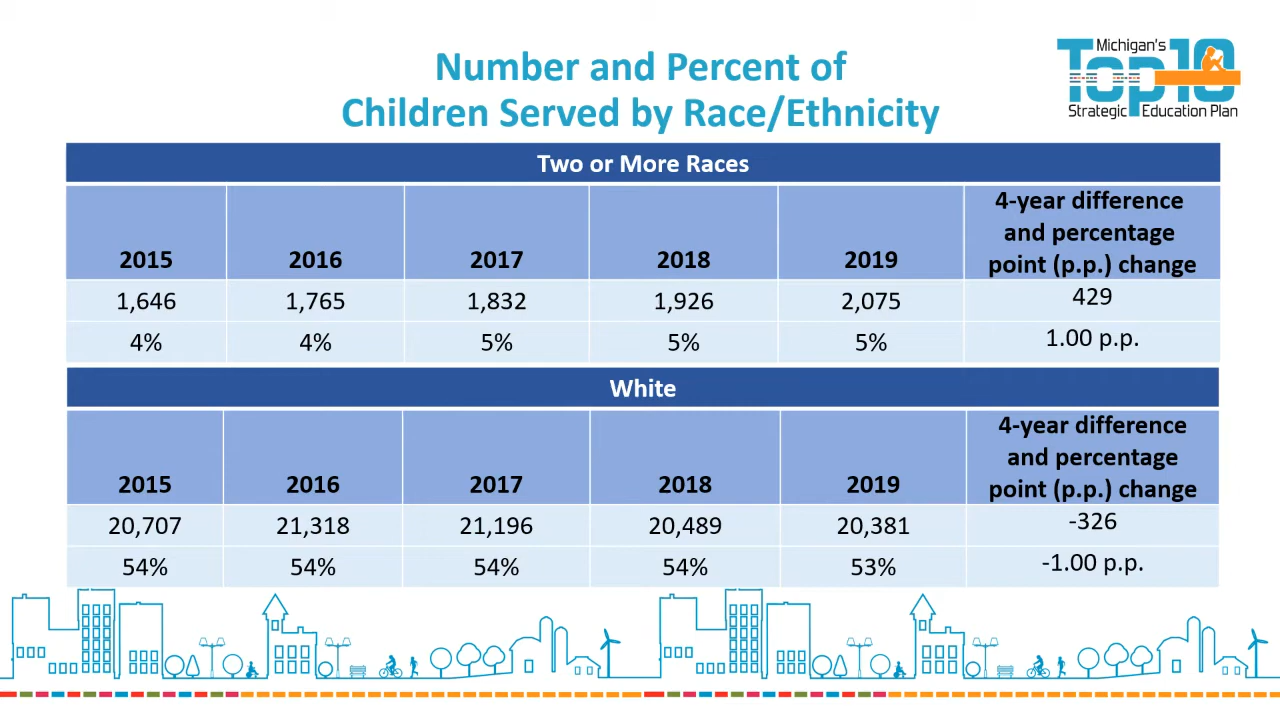 Number and Percent of
Children Served by Race/Ethnicity
Michigan's
Top10
Strategic Education Plan
Two or More Races
2015 2016 2017 2018 2019 4-year difference and percentage point (p.p.) change
1,646 1,765 1,832 1,926 2,075 429
4% 4% 5% 5% 5% 1.00 p.p.
White
2015 2016 2017 2018 2019 4-year difference and percentage point (p.p.) change
20,707 21,318 21,196 20,489 20,381 -326
54% 54% 54% 54% 53% -1.00 p.p.